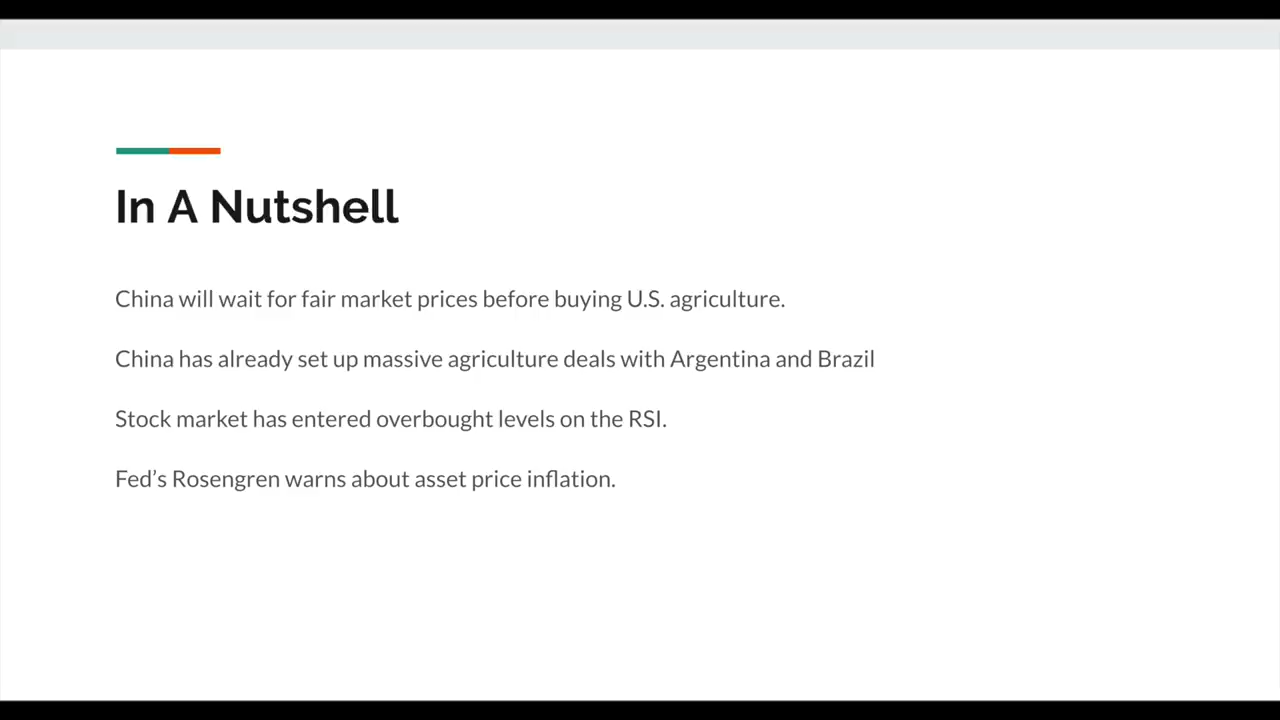 In A Nutshell
China will wait for fair market prices before buying U.S. agriculture.
China has already set up massive agriculture deals with Argentina and Brazil
Stock market has entered overbought levels on the RSI.
Fed’s Rosengren warns about asset price inflation.